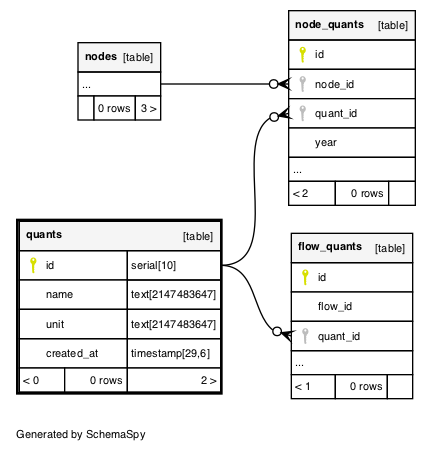 nodes [table]
...
0 rows 3 >
node_quants [table]
id
node_id
quant_id
year
...
< 2 0 rows
quants [table]
id serial[10]
name text[2147483647]
unit text[2147483647]
created_at timestamp[29,6]
< 0 0 rows 2 >
flow_quants [table]
id
flow_id
quant_id
...
< 1 0 rows
Generated by SchemaSpy